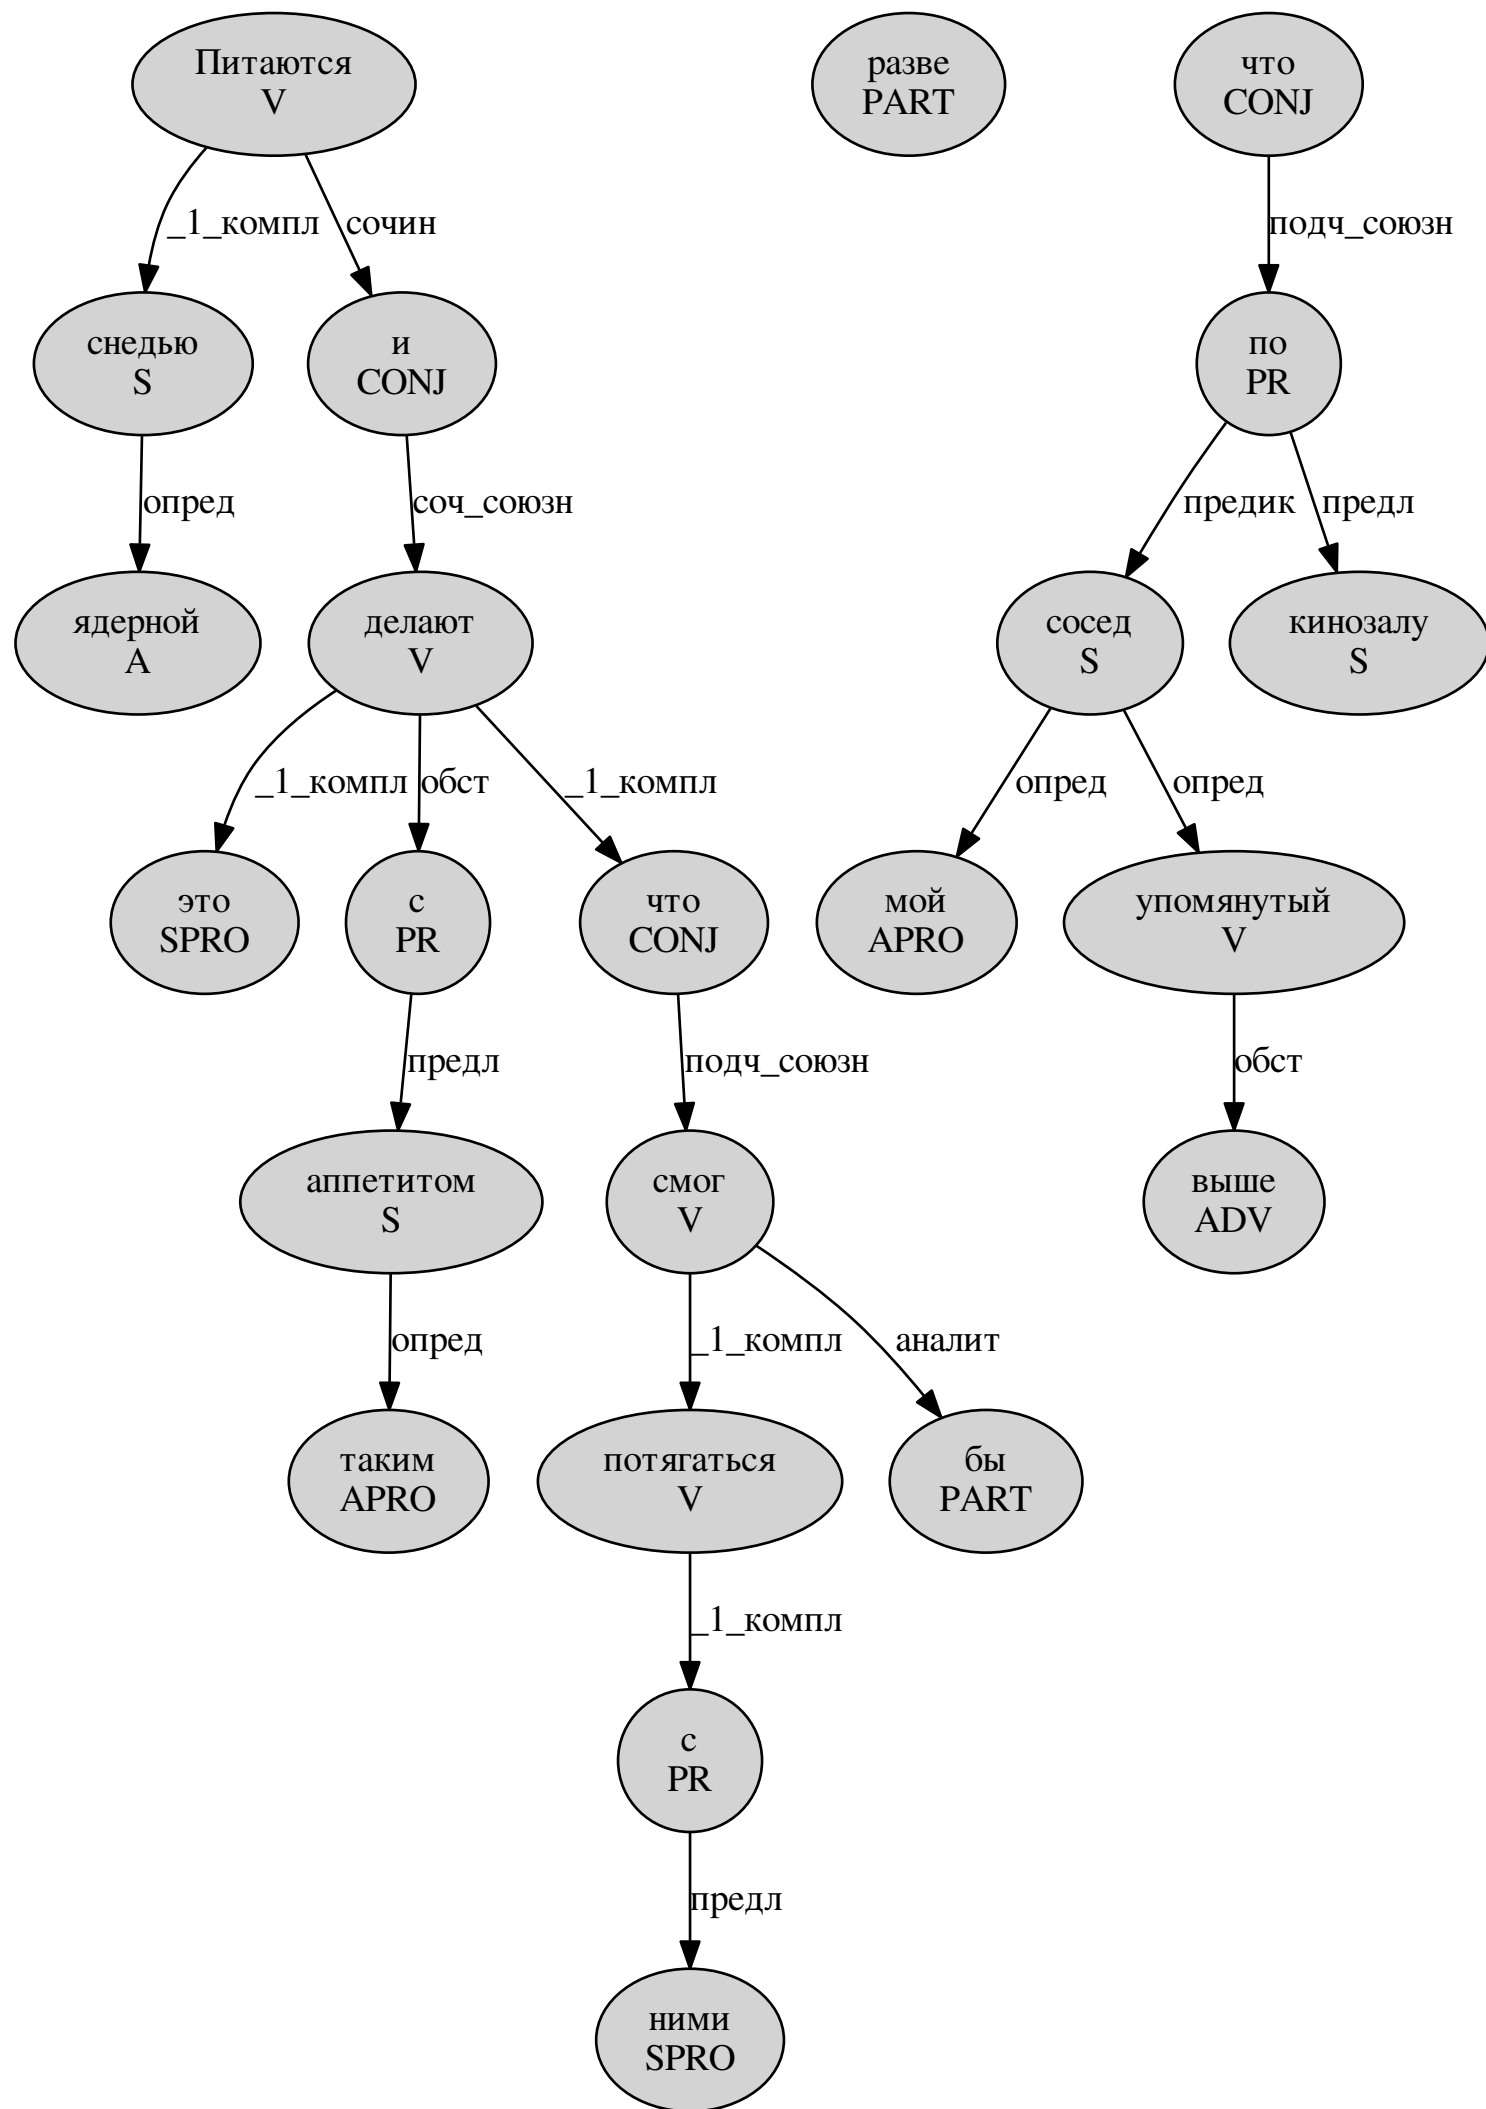 Питаются
V
разве
PART
что
CONJ
_1_компл
сочин
подч_союзн
снедью
S
и
CONJ
по
PR
опред
соч_союзн
предик
предл
ядерной
A
делают
V
сосед
S
кинозалу
S
_1_компл
обст
_1_компл
опред
опред
это
SPRO
с
PR
что
CONJ
мой
APRO
упомянутый
V
предл
подч_союзн
обст
аппетитом
S
смог
V
выше
ADV
опред
_1_компл
аналит
таким
APRO
потягаться
V
бы
PART
_1_компл
с
PR
предл
ними
SPRO